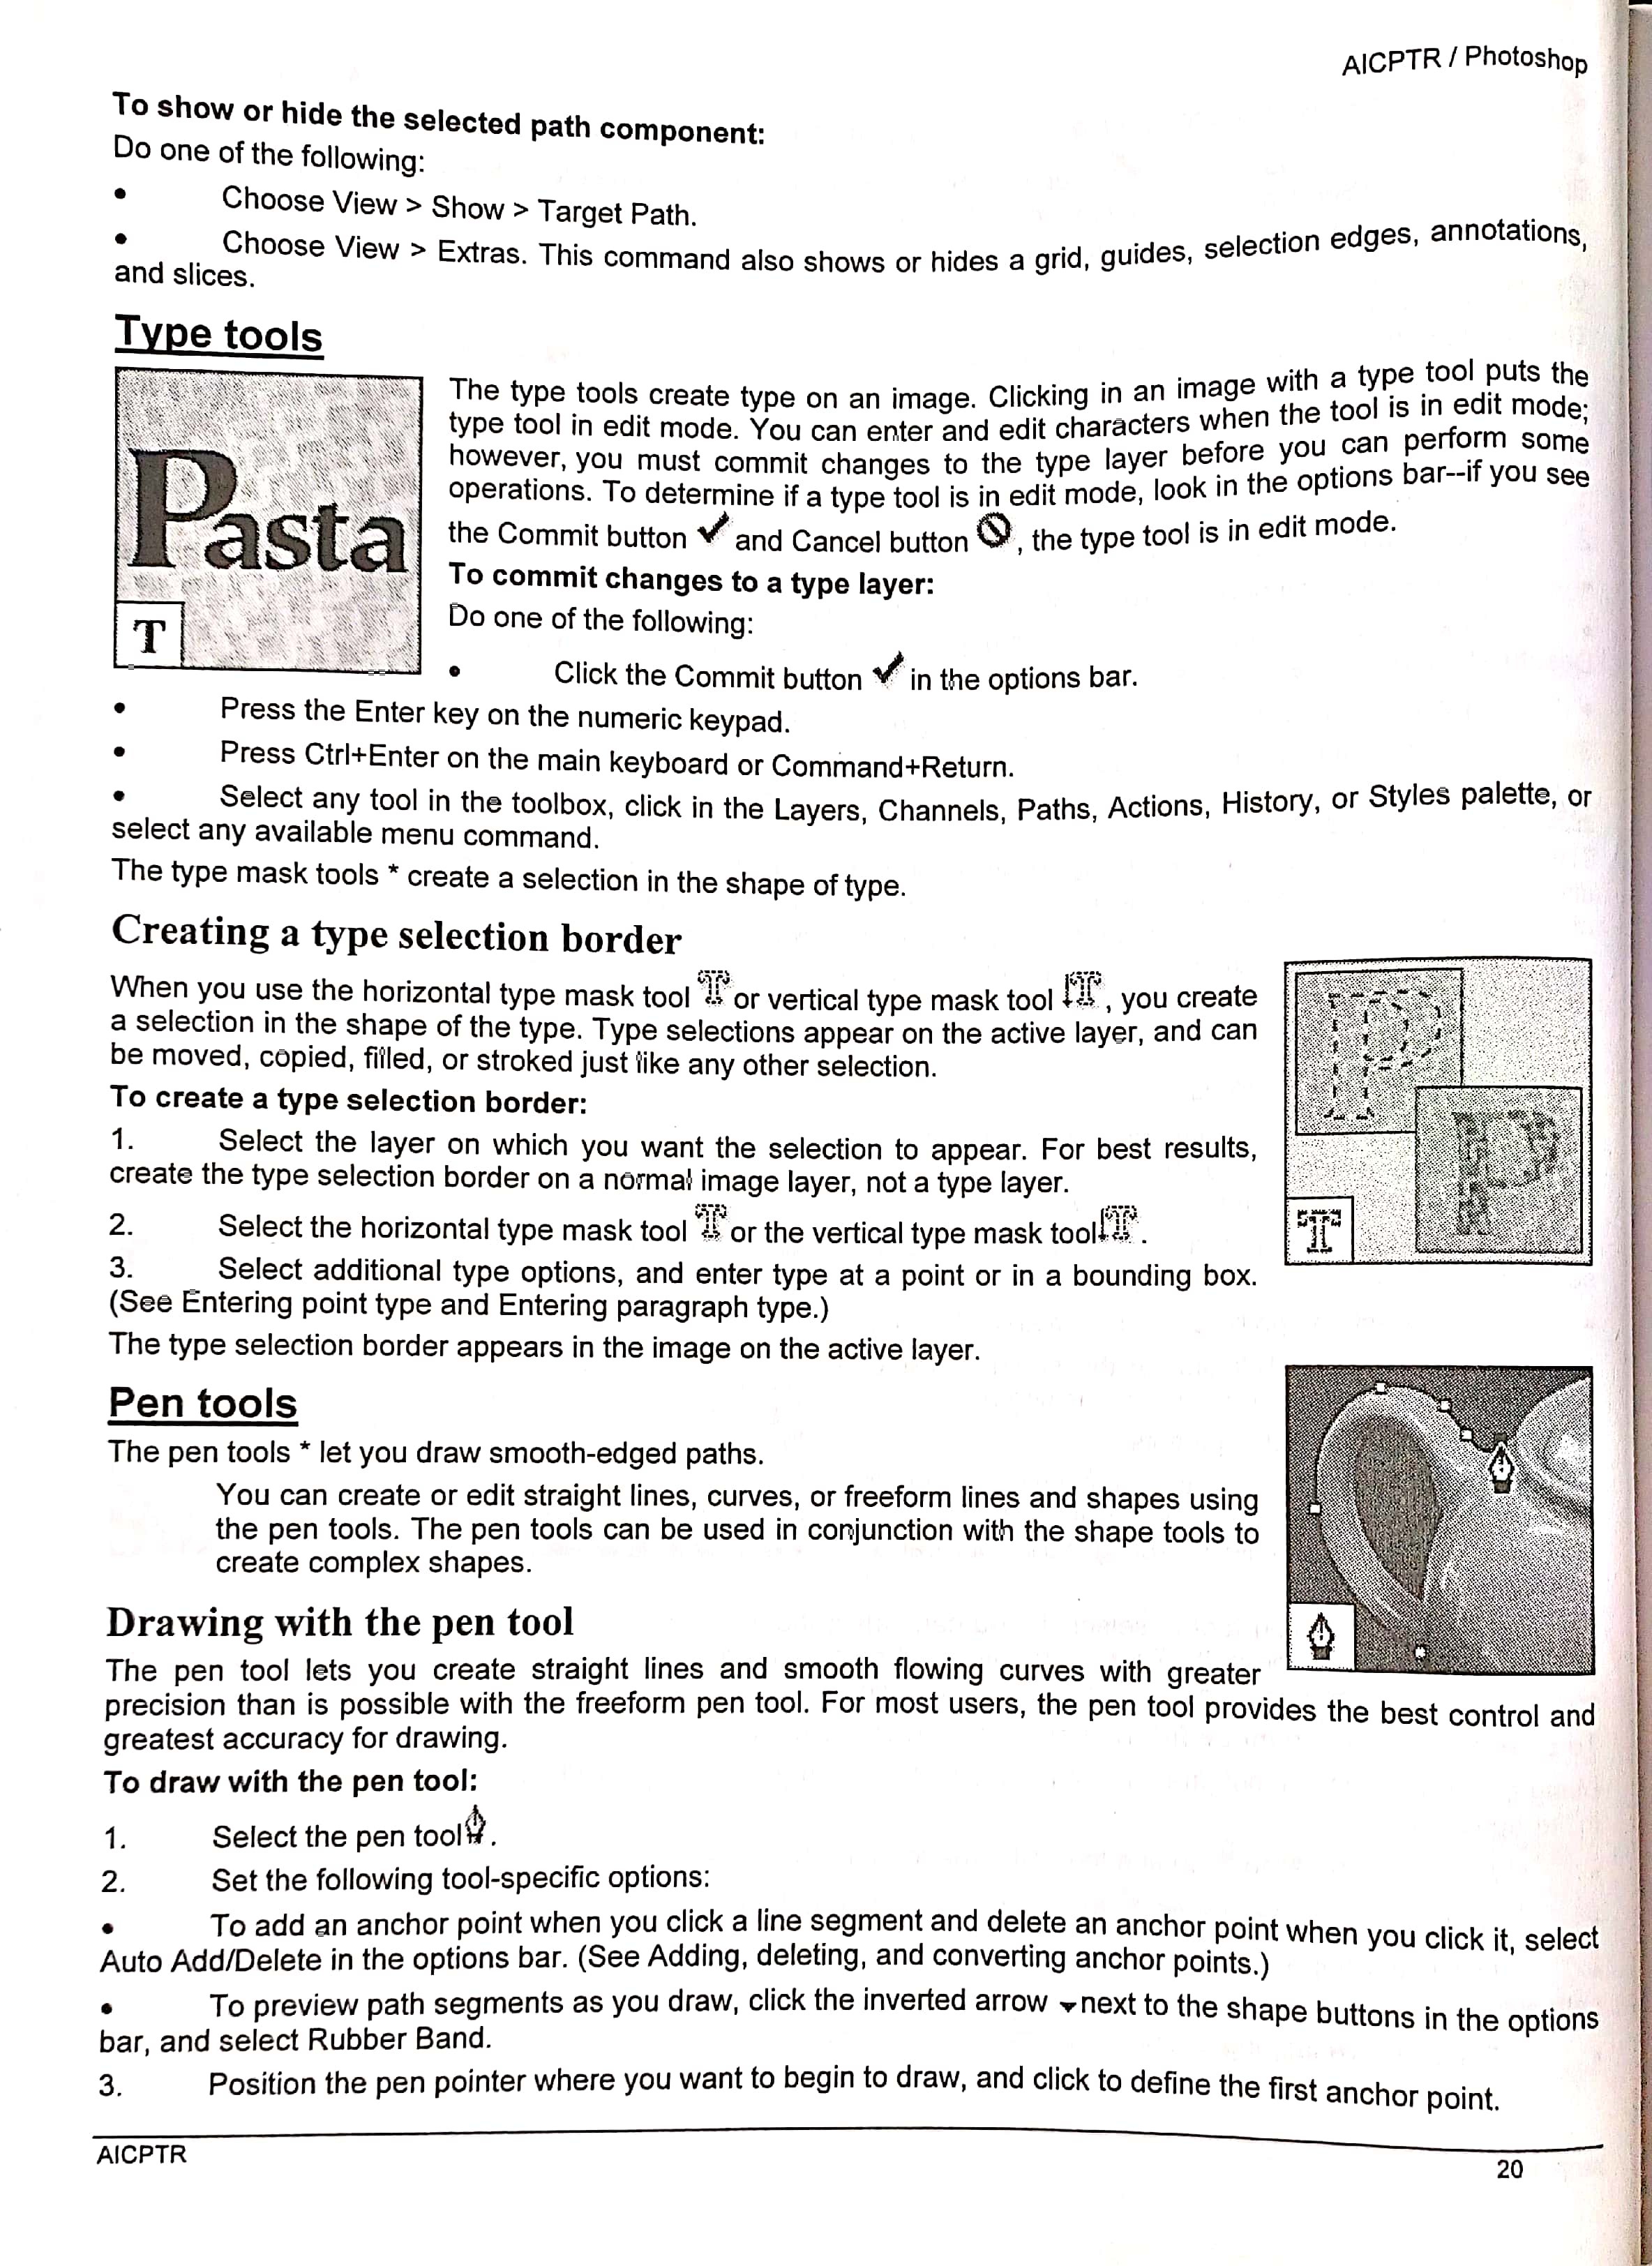 AICPTR / Photoshop
To show or hide the selected path component:
Do one of the following:
• Choose View > Show > Target Path.
• Choose View > Extras. This command also shows or hides a grid, guides, selection edges, annotations,
and slices.
Type tools
The type tools create type on an image. Clicking in an image with a type tool puts the
type tool in edit mode. You can enter and edit characters when the tool is in edit mode;
however, you must commit changes to the type layer before you can perform some
operations. To determine if a type tool is in edit mode, look in the options bar--if you see
the Commit button ✔ and Cancel button 🚫, the type tool is in edit mode.
Pasta
T
To commit changes to a type layer:
Do one of the following:
• Click the Commit button ✔ in the options bar.
• Press the Enter key on the numeric keypad.
• Press Ctrl+Enter on the main keyboard or Command+Return.
• Select any tool in the toolbox, click in the Layers, Channels, Paths, Actions, History, or Styles palette, or
select any available menu command.
The type mask tools * create a selection in the shape of type.
Creating a type selection border
When you use the horizontal type mask tool T or vertical type mask tool ↓T, you create
a selection in the shape of the type. Type selections appear on the active layer, and can
be moved, copied, filled, or stroked just like any other selection.
To create a type selection border:
1. Select the layer on which you want the selection to appear. For best results,
create the type selection border on a normal image layer, not a type layer.
2. Select the horizontal type mask tool T or the vertical type mask tool ↓T.
3. Select additional type options, and enter type at a point or in a bounding box.
(See Entering point type and Entering paragraph type.)
The type selection border appears in the image on the active layer.
P
P
T
Pen tools
The pen tools * let you draw smooth-edged paths.
You can create or edit straight lines, curves, or freeform lines and shapes using
the pen tools. The pen tools can be used in conjunction with the shape tools to
create complex shapes.
Drawing with the pen tool
The pen tool lets you create straight lines and smooth flowing curves with greater
precision than is possible with the freeform pen tool. For most users, the pen tool provides the best control and
greatest accuracy for drawing.
To draw with the pen tool:
1. Select the pen tool.
2. Set the following tool-specific options:
• To add an anchor point when you click a line segment and delete an anchor point when you click it, select
Auto Add/Delete in the options bar. (See Adding, deleting, and converting anchor points.)
• To preview path segments as you draw, click the inverted arrow ▾ next to the shape buttons in the options
bar, and select Rubber Band.
3. Position the pen pointer where you want to begin to draw, and click to define the first anchor point.
AICPTR
20